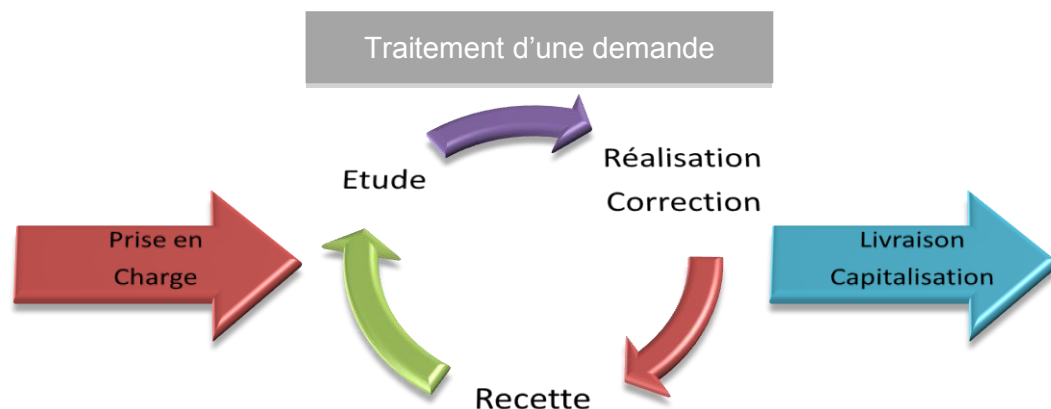 Traitement d’une demande
Etude
Réalisation
Correction
Prise en
Charge
Livraison
Capitalisation
Recette